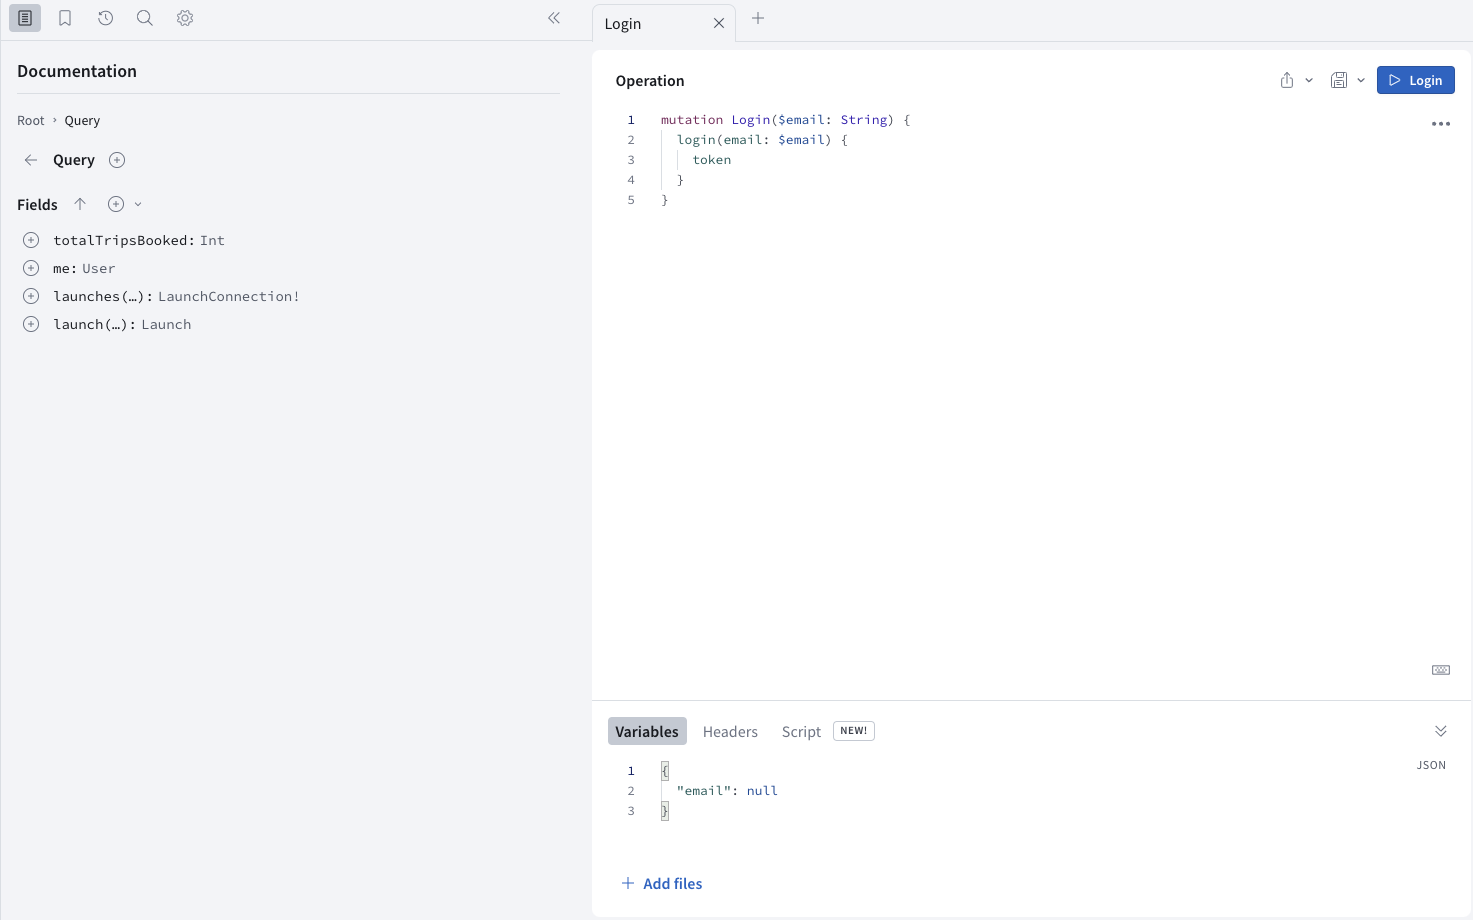 Documentation
Root › Query
Query
Fields
totalTripsBooked: Int
me: User
launches(…): LaunchConnection!
launch(…): Launch
Login
Operation
Login
1 mutation Login($email: String) {
2 login(email: $email) {
3 token
4 }
5 }
Variables Headers Script NEW!
JSON
1 {
2 "email": null
3 }
+ Add files